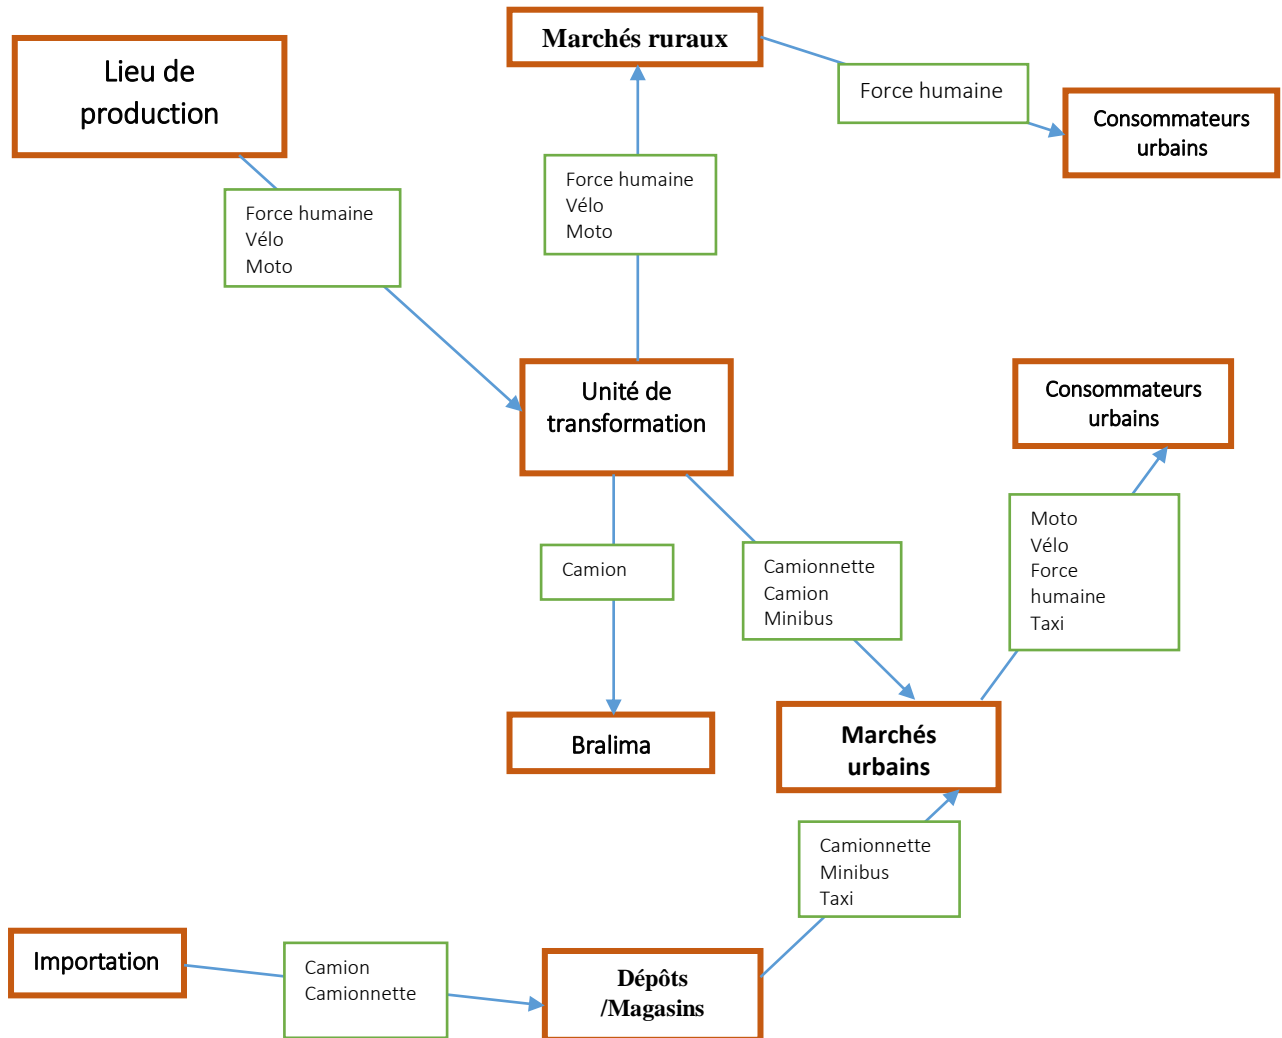 Marchés ruraux
Lieu de
production
Force humaine
Consommateurs
urbains
Force humaine
Vélo
Moto
Force humaine
Vélo
Moto
Unité de
transformation
Consommateurs
urbains
Camion
Camionnette
Camion
Minibus
Moto
Vélo
Force
humaine
Taxi
Bralima
Marchés
urbains
Camionnette
Minibus
Taxi
Importation
Camion
Camionnette
Dépôts
/Magasins